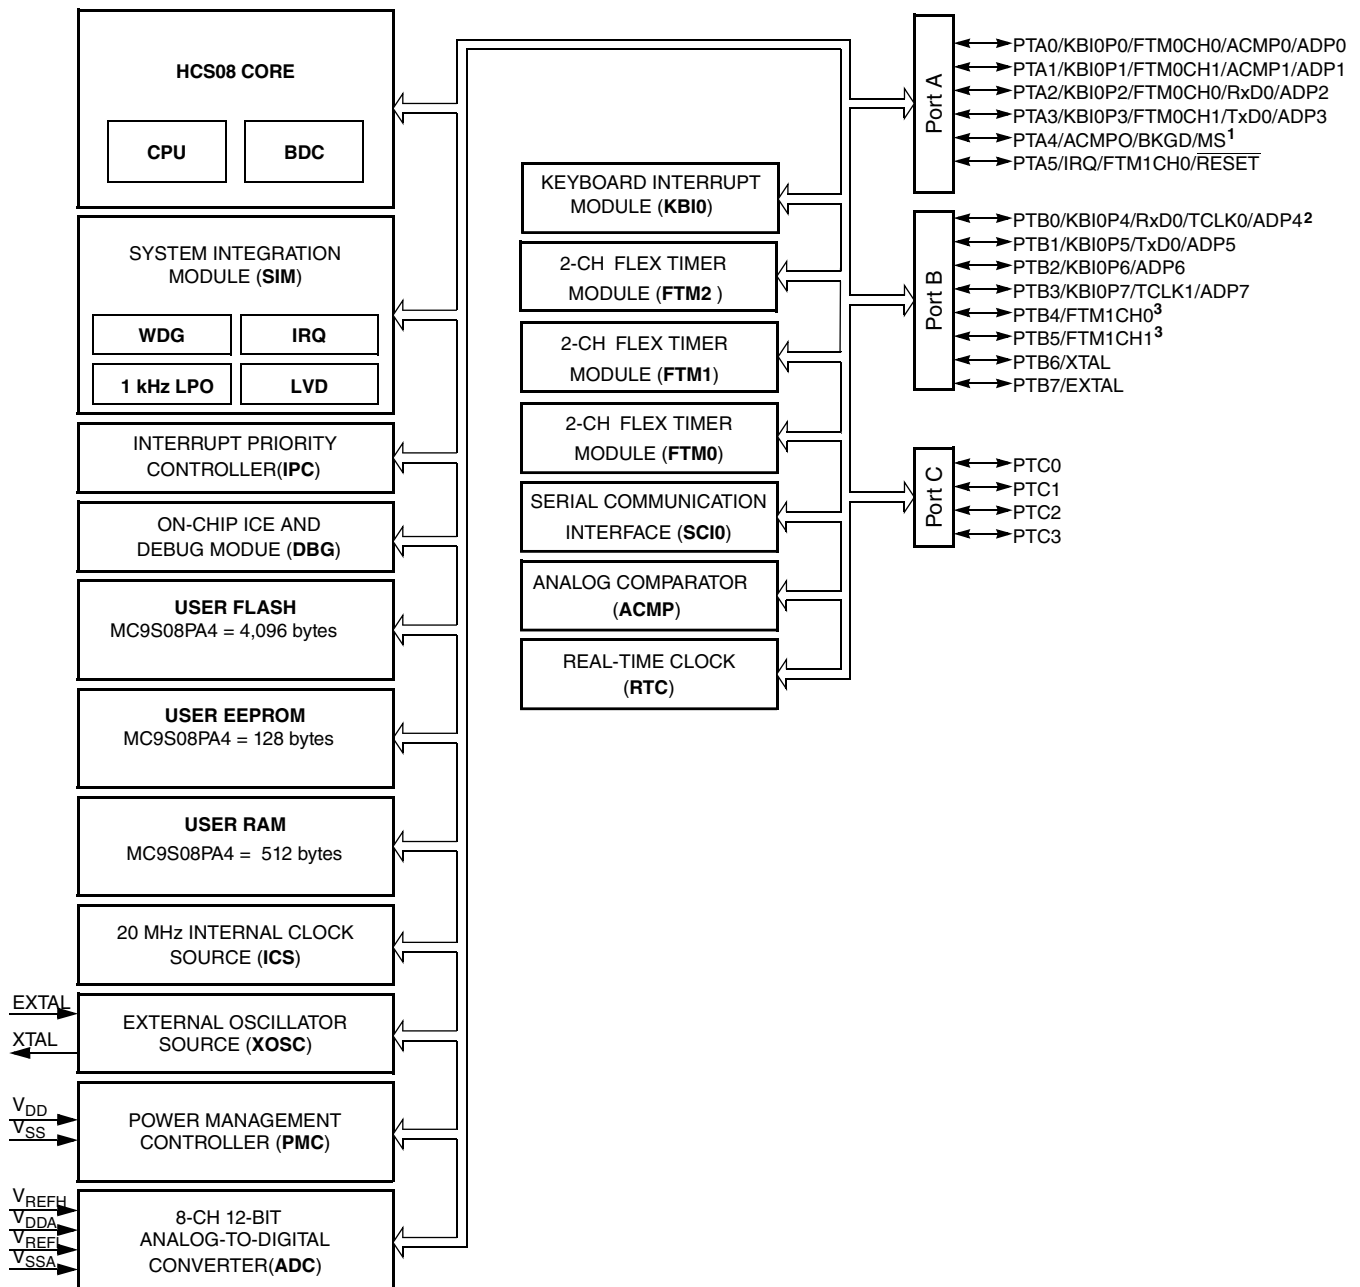 HCS08 CORE
CPU
BDC
SYSTEM INTEGRATION
MODULE (SIM)
WDG
IRQ
1 kHz LPO
LVD
INTERRUPT PRIORITY
CONTROLLER(IPC)
ON-CHIP ICE AND
DEBUG MODUE (DBG)
USER FLASH
MC9S08PA4 = 4,096 bytes
USER EEPROM
MC9S08PA4 = 128 bytes
USER RAM
MC9S08PA4 = 512 bytes
20 MHz INTERNAL CLOCK
SOURCE (ICS)
EXTAL
XTAL
EXTERNAL OSCILLATOR
SOURCE (XOSC)
VDD
VSS
POWER MANAGEMENT
CONTROLLER (PMC)
VREFH
VDDA
VREFL
VSSA
8-CH 12-BIT
ANALOG-TO-DIGITAL
CONVERTER(ADC)
KEYBOARD INTERRUPT
MODULE (KBI0)
2-CH FLEX TIMER
MODULE (FTM2 )
2-CH FLEX TIMER
MODULE (FTM1)
2-CH FLEX TIMER
MODULE (FTM0)
SERIAL COMMUNICATION
INTERFACE (SCI0)
ANALOG COMPARATOR
(ACMP)
REAL-TIME CLOCK
(RTC)
Port A
PTA0/KBI0P0/FTM0CH0/ACMP0/ADP0
PTA1/KBI0P1/FTM0CH1/ACMP1/ADP1
PTA2/KBI0P2/FTM0CH0/RxD0/ADP2
PTA3/KBI0P3/FTM0CH1/TxD0/ADP3
PTA4/ACMPO/BKGD/MS1
PTA5/IRQ/FTM1CH0/RESET
Port B
PTB0/KBI0P4/RxD0/TCLK0/ADP42
PTB1/KBI0P5/TxD0/ADP5
PTB2/KBI0P6/ADP6
PTB3/KBI0P7/TCLK1/ADP7
PTB4/FTM1CH03
PTB5/FTM1CH13
PTB6/XTAL
PTB7/EXTAL
Port C
PTC0
PTC1
PTC2
PTC3